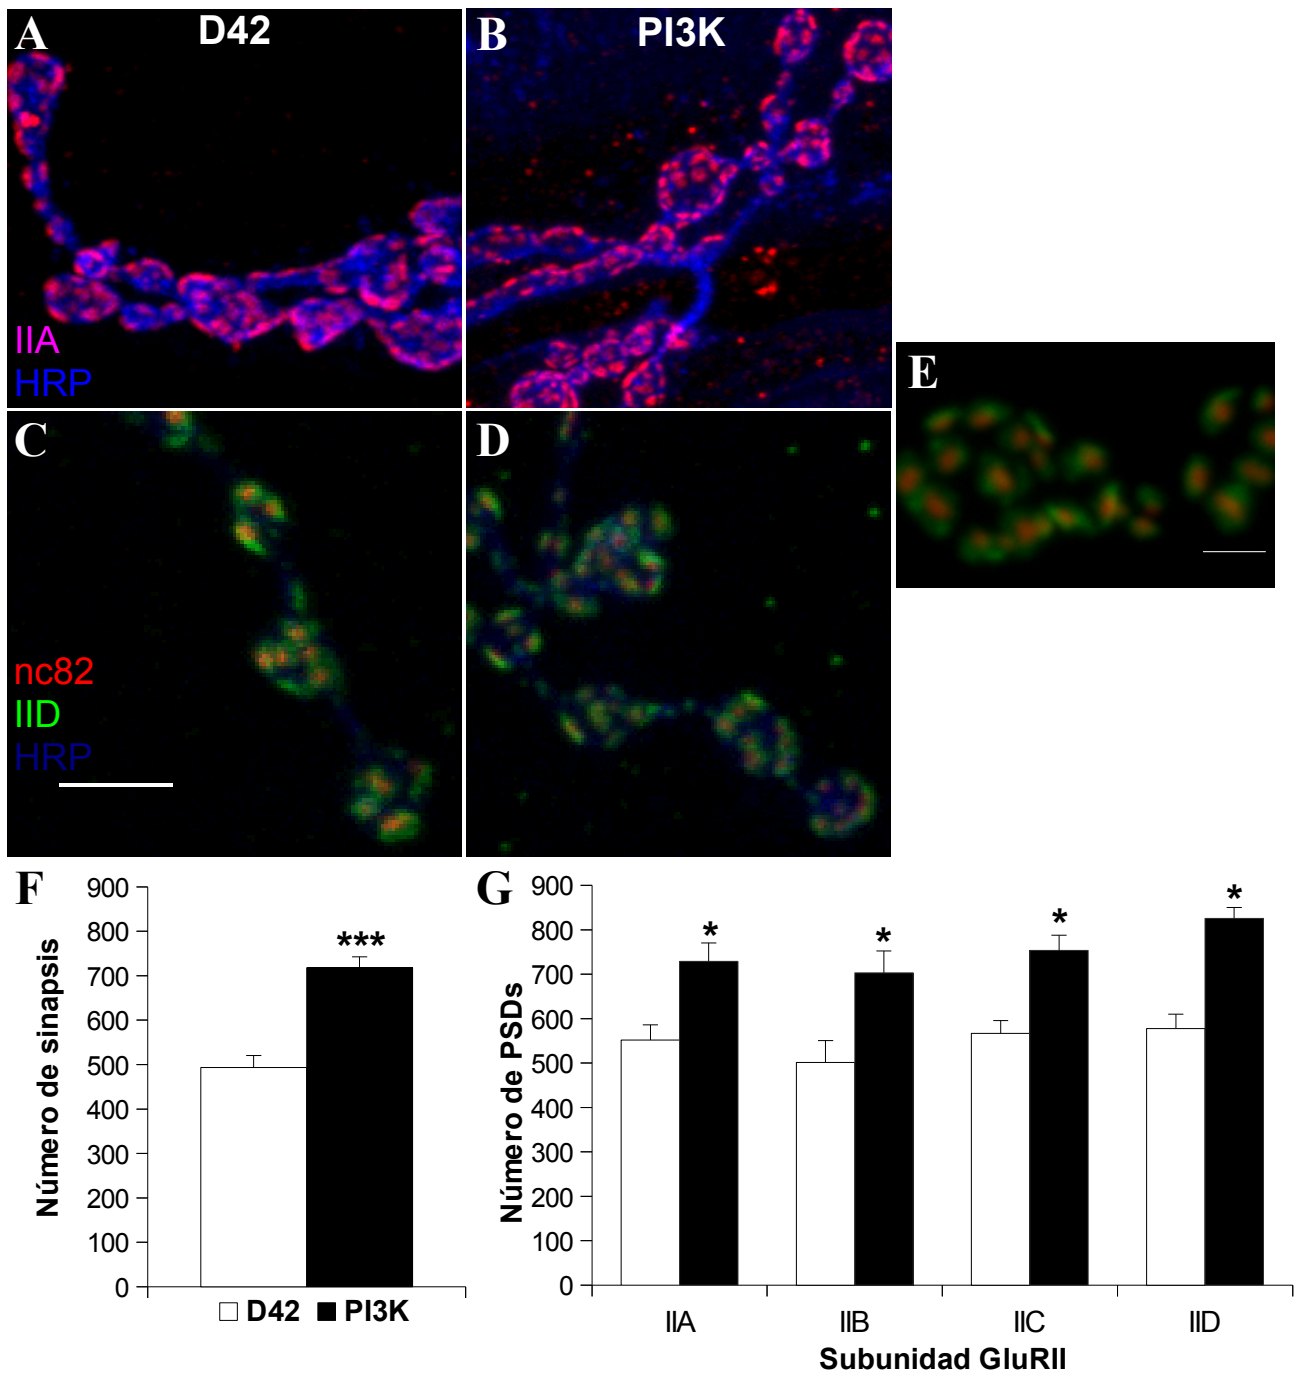 A D42
B PI3K
IIA
HRP
C
D
E
nc82
IID
HRP
F
900
800
700
600
500
400
300
200
100
0
Número de sinapsis
***
D42 PI3K
G
900
800
700
600
500
400
300
200
100
0
Número de PSDs
* * * *
IIA IIB IIC IID
Subunidad GluRII